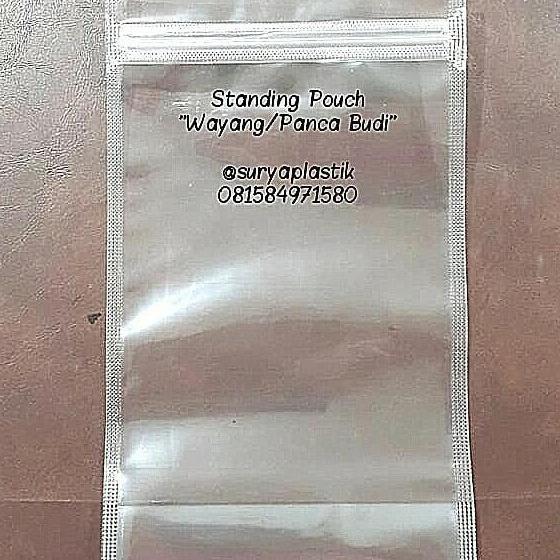 Standing Pouch
"Wayang/Panca Budi"
@suryaplastik
081584971580